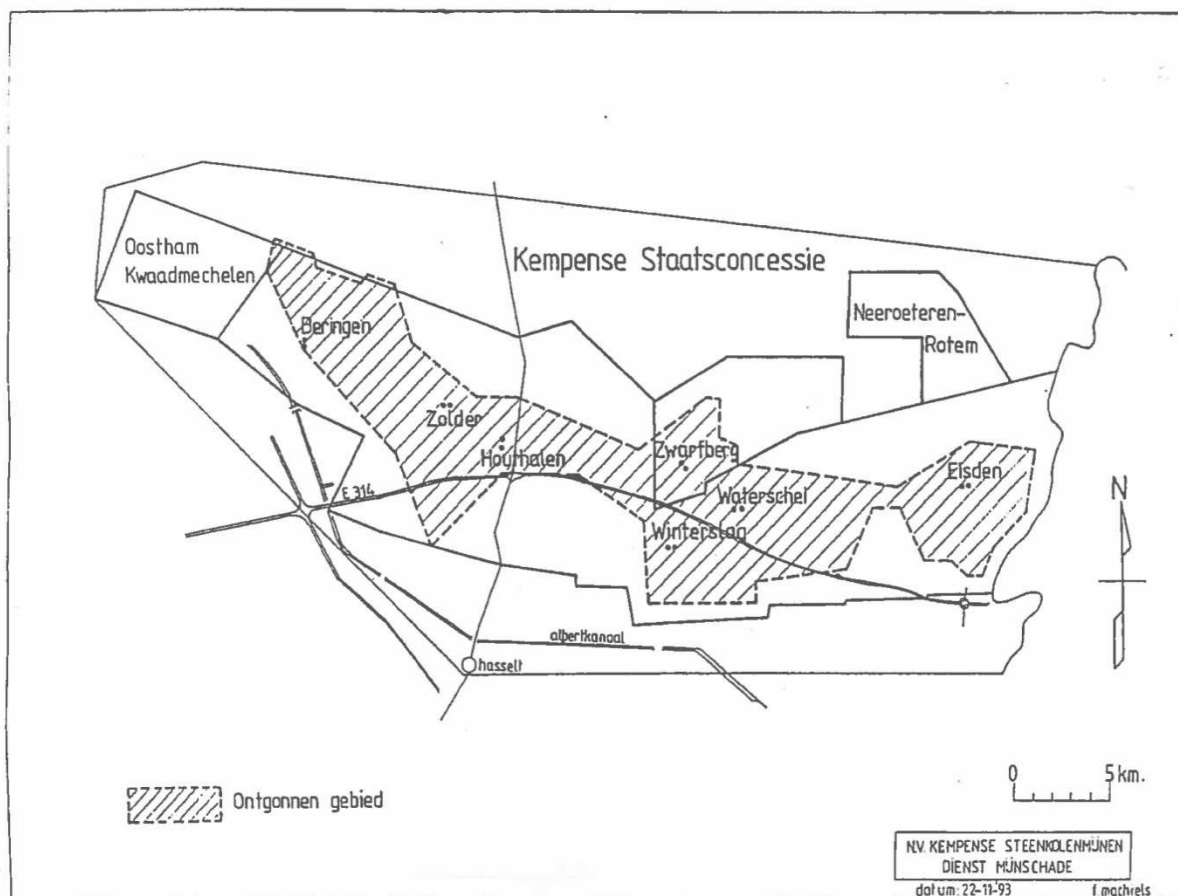 Oostham
Kwaadmechelen
Kempense Staatsconcessie
Neeroeteren-
Rotem
Beringen
Zolder
Houthalen
Zwartberg
Eisden
Waterschei
Winterslag
E 314
N
albertkanaal
hasselt
0 5 km.
Ontgonnen gebied
N.V. KEMPENSE STEENKOLENMIJNEN
DIENST MIJNSCHADE
datum: 22-11-93 f. machiels